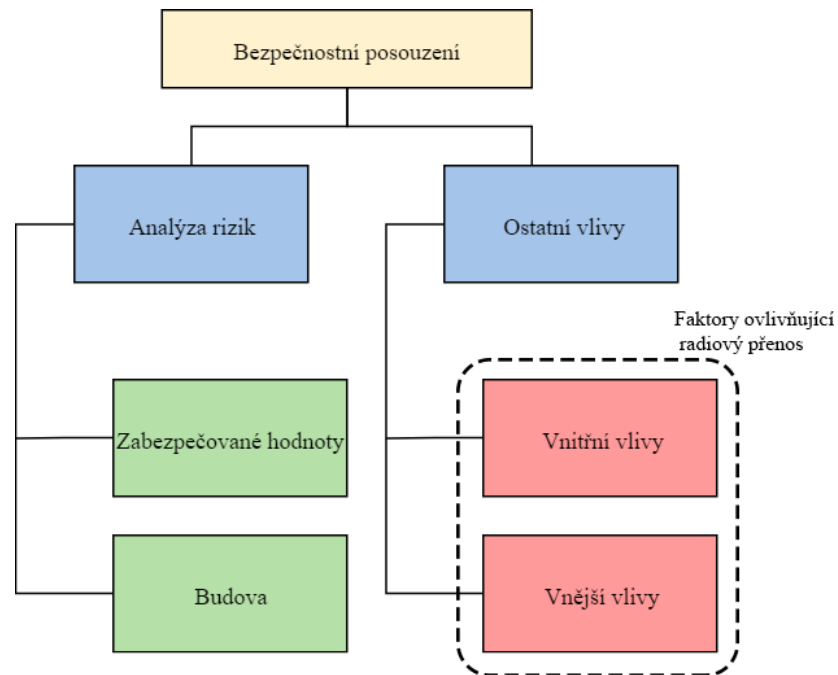 Bezpečnostní posouzení
Analýza rizik
Ostatní vlivy
Faktory ovlivňující
radiový přenos
Zabezpečované hodnoty
Vnitřní vlivy
Budova
Vnější vlivy